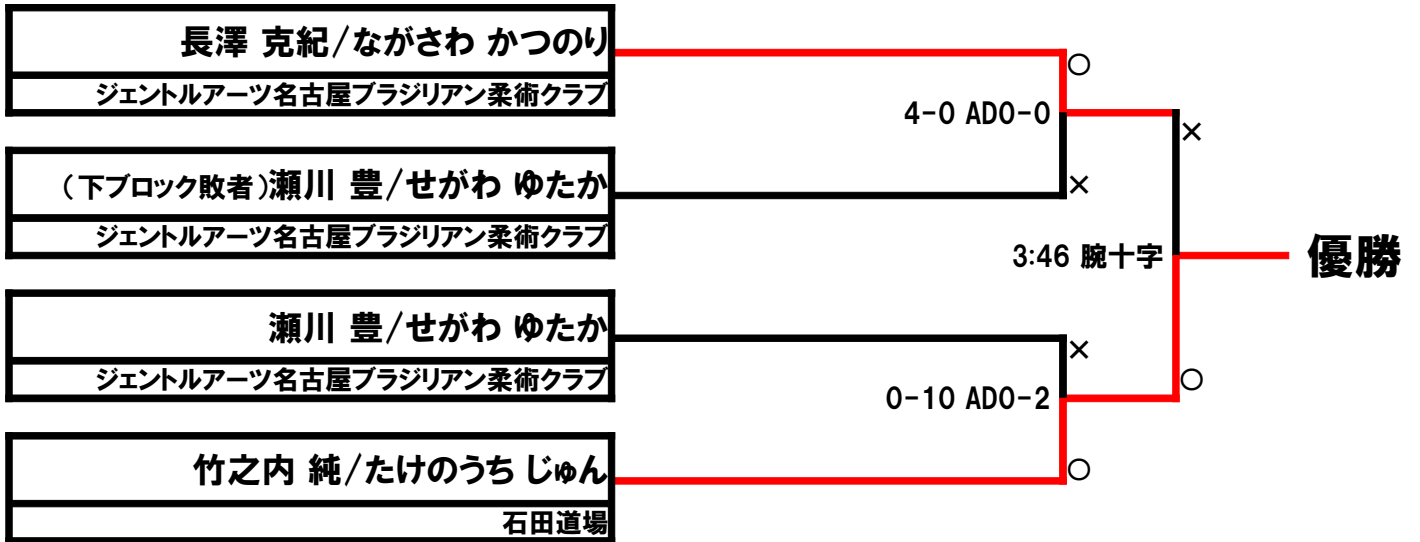 長澤 克紀/ながさわ かつのり
ジェントルアーツ名古屋ブラジリアン柔術クラブ
○
4-0 AD0-0
×
(下ブロック敗者)瀬川 豊/せがわ ゆたか
×
ジェントルアーツ名古屋ブラジリアン柔術クラブ
3:46 腕十字
優勝
瀬川 豊/せがわ ゆたか
×
ジェントルアーツ名古屋ブラジリアン柔術クラブ
○
0-10 AD0-2
竹之内 純/たけのうち じゅん
○
石田道場